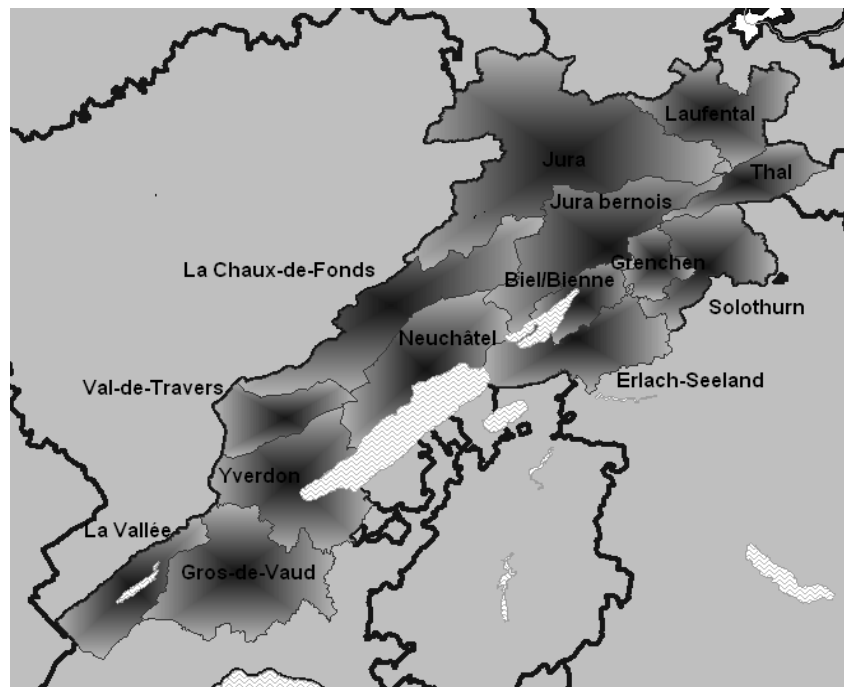 Laufental
Jura
Thal
Jura bernois
La Chaux-de-Fonds
Grenchen
Biel/Bienne
Solothurn
Neuchâtel
Val-de-Travers
Erlach-Seeland
Yverdon
La Vallée
Gros-de-Vaud